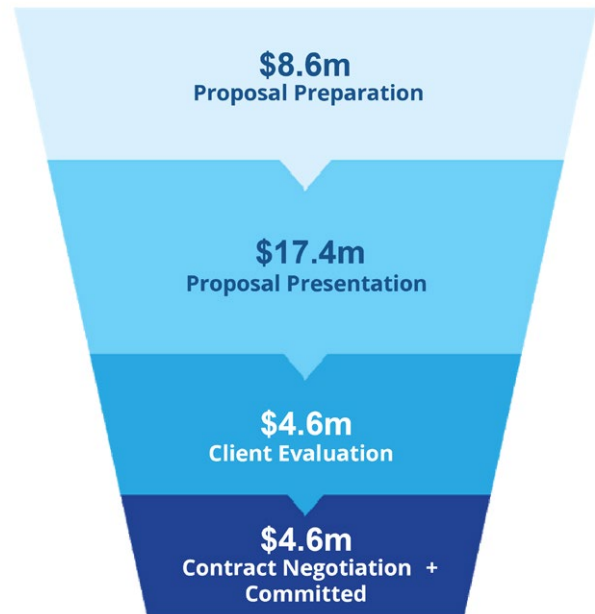 $8.6m
Proposal Preparation
$17.4m
Proposal Presentation
$4.6m
Client Evaluation
$4.6m
Contract Negotiation +
Committed